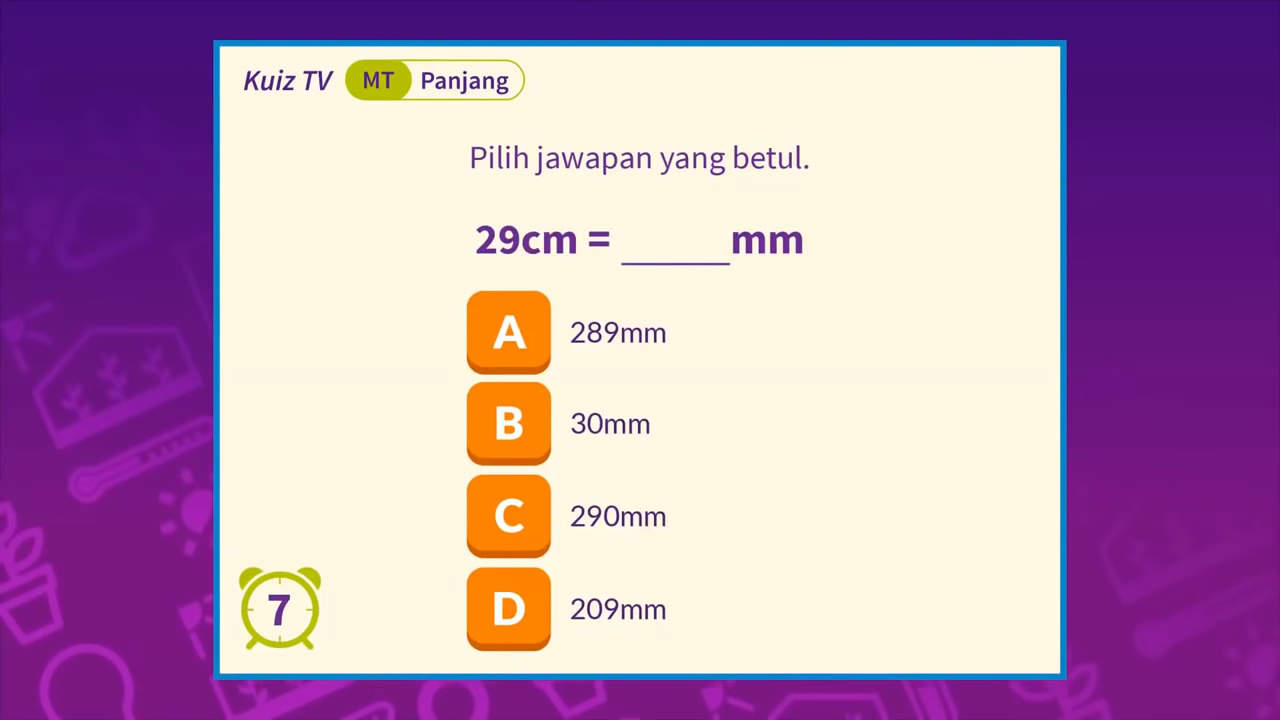 Kuiz TV MT Panjang
Pilih jawapan yang betul.
29cm = ______mm
A 289mm
B 30mm
C 290mm
D 209mm
7